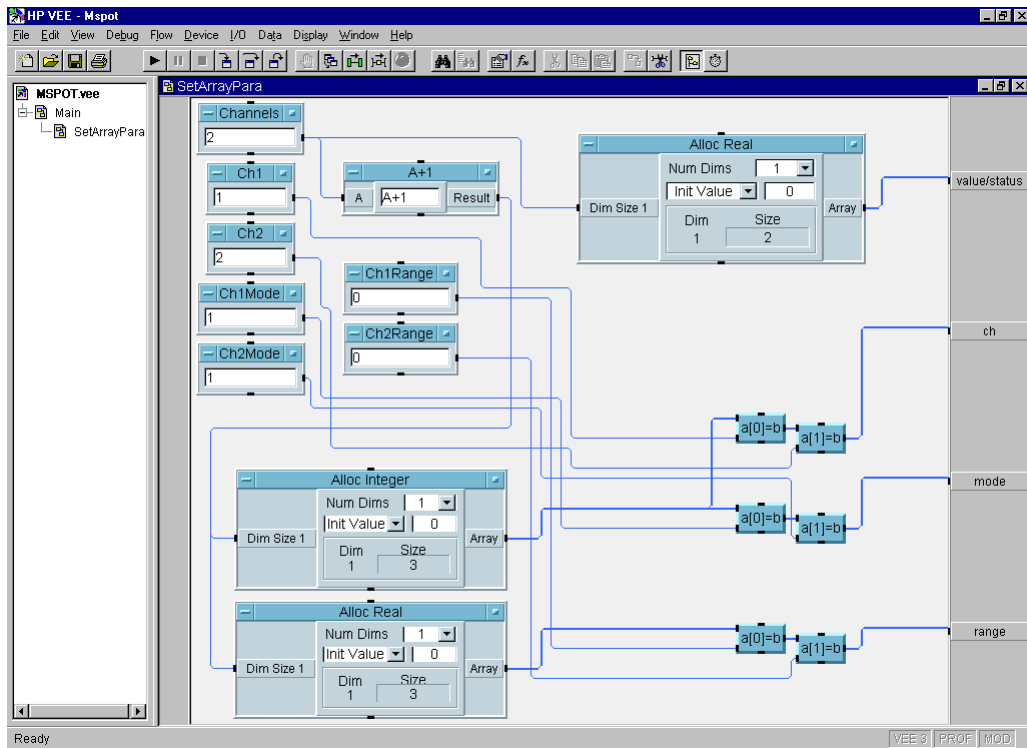 HP VEE - Mspot
File Edit View Debug Flow Device I/O Data Display Window Help
MSPOT.vee
Main
SetArrayPara
SetArrayPara
Channels
2
Ch1
1
Ch2
2
Ch1Mode
1
Ch2Mode
1
A+1
A
A+1
Result
Ch1Range
0
Ch2Range
0
Alloc Real
Num Dims 1
Init Value 0
Dim Size 1
Array
Dim Size
1 2
value/status
ch
mode
range
a[0]=b
a[1]=b
a[0]=b
a[1]=b
a[0]=b
a[1]=b
Alloc Integer
Num Dims 1
Init Value 0
Dim Size 1
Array
Dim Size
1 3
Alloc Real
Num Dims 1
Init Value 0
Dim Size 1
Array
Dim Size
1 3
Ready
VEE 3 PROF MOD